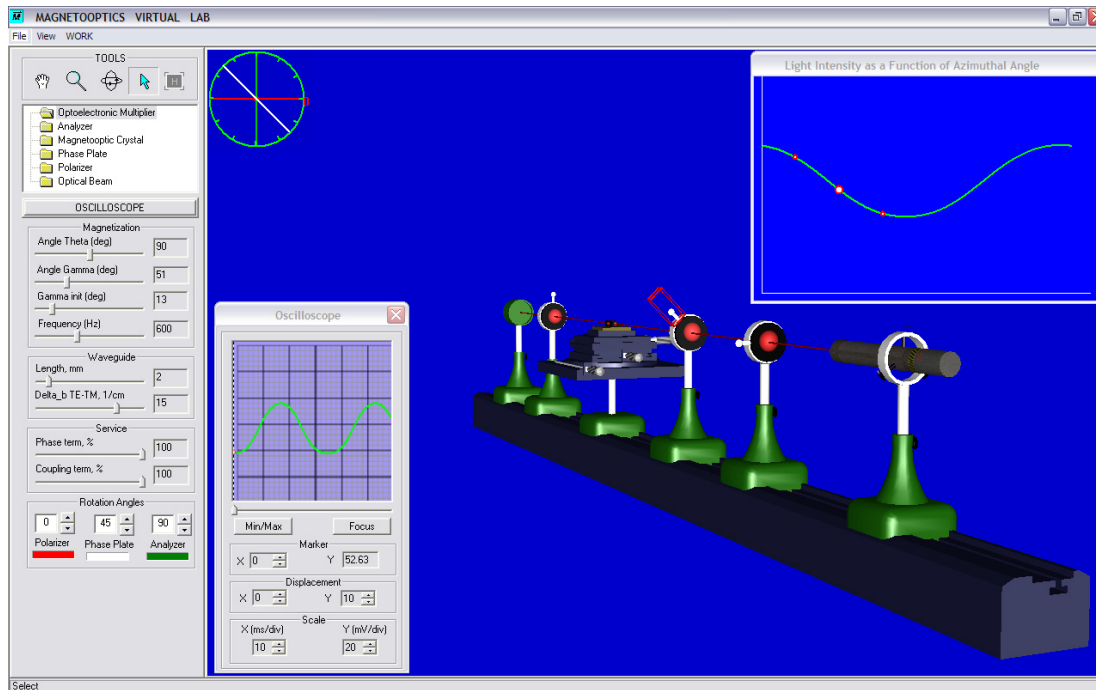 MAGNETOOPTICS VIRTUAL LAB
File View WORK
TOOLS
Optoelectronic Multiplier
Analyzer
Magnetooptic Crystal
Phase Plate
Polarizer
Optical Beam
OSCILLOSCOPE
Magnetization
Angle Theta (deg) 90
Angle Gamma (deg) 51
Gamma init (deg) 13
Frequency (Hz) 600
Waveguide
Length, mm 2
Delta_b TE-TM, 1/cm 15
Service
Phase term, % 100
Coupling term, % 100
Rotation Angles
0 45 90
Polarizer Phase Plate Analyzer
Oscilloscope
Min/Max Focus
Marker
X 0 Y 52.63
Displacement
X 0 Y 10
Scale
X (ms/div) Y (mV/div)
10 20
Light Intensity as a Function of Azimuthal Angle
Select